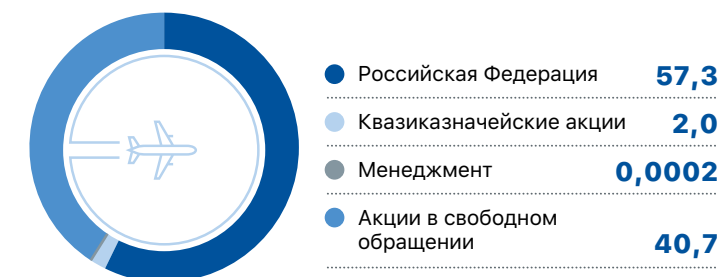 Российская Федерация 57,3
Квазиказначейские акции 2,0
Менеджмент 0,0002
Акции в свободном
обращении 40,7